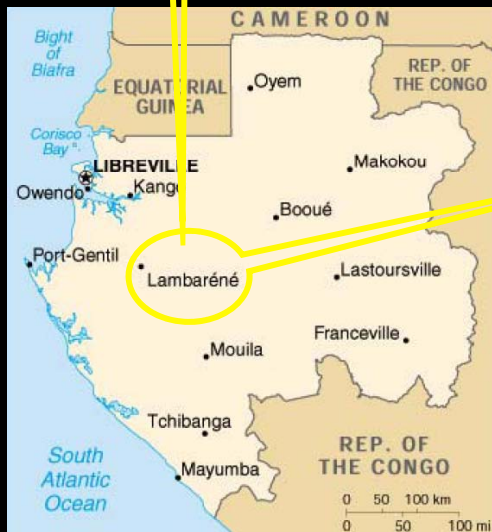 CAMEROON
Bight
of
Biafra
EQUATORIAL
GUINEA
Oyem
REP. OF
THE CONGO
Corisco
Bay
LIBREVILLE
Owendo
Kango
Makokou
Booué
Port-Gentil
Lambaréné
Lastoursville
Franceville
Mouila
Tchibanga
Mayumba
South
Atlantic
Ocean
REP. OF
THE CONGO
0 50 100 km
0 50 100 mi